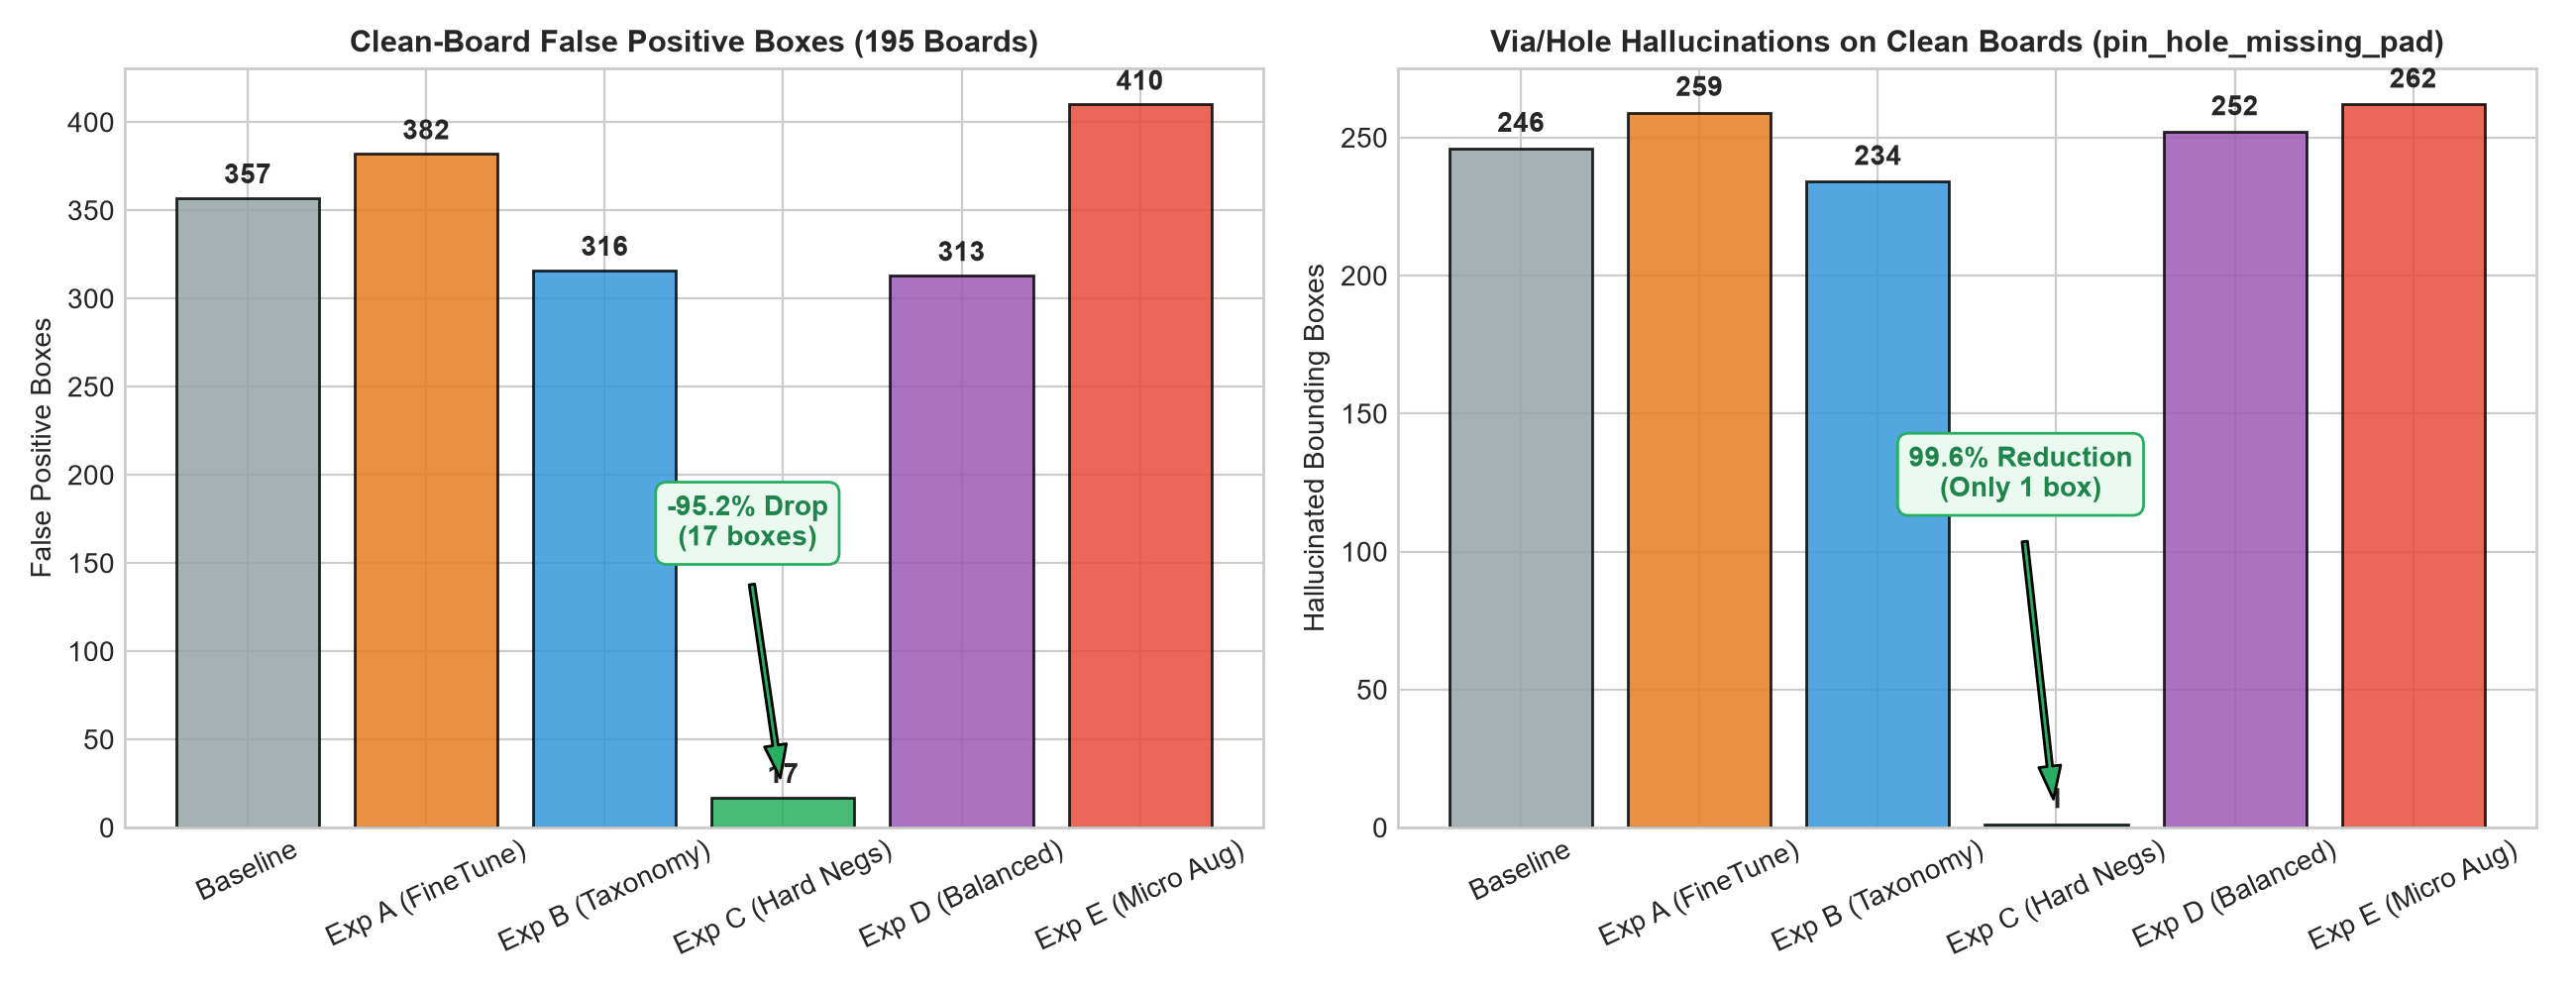 Clean-Board False Positive Boxes (195 Boards)
False Positive Boxes
400
350
300
250
200
150
100
50
0
357
382
316
17
313
410
-95.2% Drop
(17 boxes)
Baseline
Exp A (FineTune)
Exp B (Taxonomy)
Exp C (Hard Negs)
Exp D (Balanced)
Exp E (Micro Aug)
Via/Hole Hallucinations on Clean Boards (pin_hole_missing_pad)
Hallucinated Bounding Boxes
250
200
150
100
50
0
246
259
234
252
262
99.6% Reduction
(Only 1 box)
Baseline
Exp A (FineTune)
Exp B (Taxonomy)
Exp C (Hard Negs)
Exp D (Balanced)
Exp E (Micro Aug)